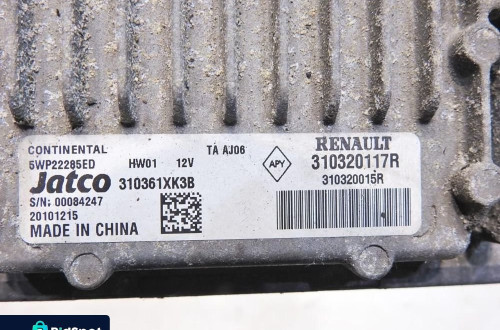 CONTINENTAL
5WP22285ED HW01 12V TA AJ06
Jatco 310361XK3B
S/N: 00084247
20101215
MADE IN CHINA
APY
RENAULT
310320117R
310320015R